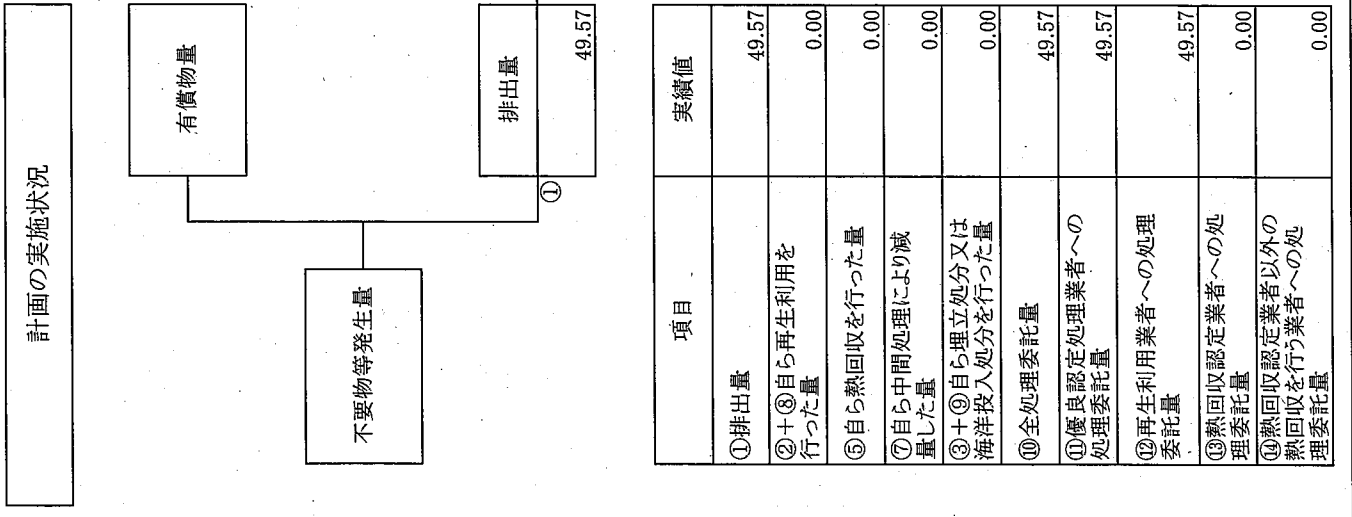 計画の実施状況
有償物量
不要物等発生量
排出量
①
49.57
項目
実績値
①排出量
49.57
②+⑧自ら再生利用を
行った量
0.00
⑤自ら熱回収を行った量
0.00
⑦自ら中間処理により減
量した量
0.00
③+⑨自ら埋立処分又は
海洋投入処分を行った量
0.00
⑩全処理委託量
49.57
⑪優良認定処理業者への
処理委託量
49.57
⑫再生利用業者への処理
委託量
49.57
⑬熱回収認定業者への処
理委託量
0.00
⑭熱回収認定業者以外の
熱回収を行う業者への処
理委託量
0.00